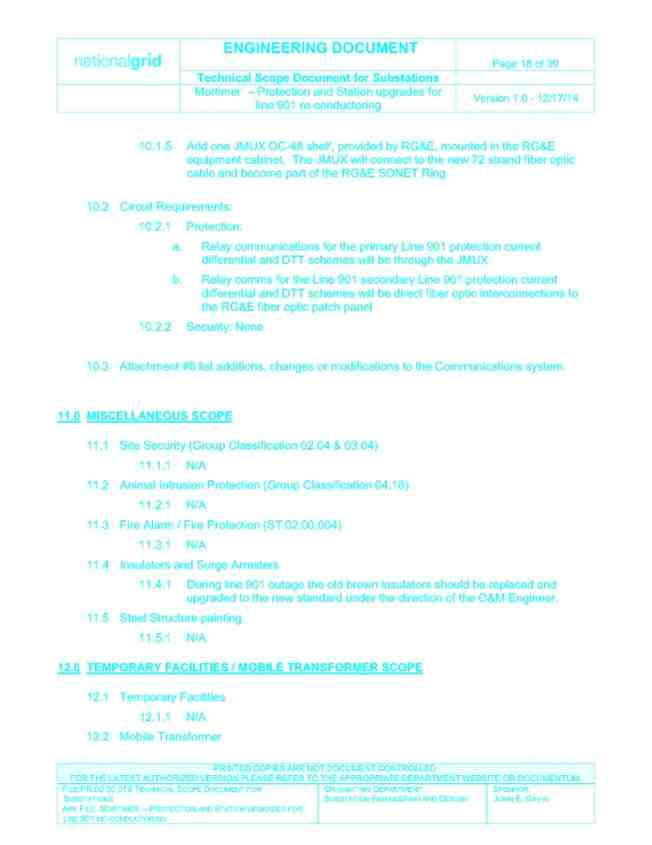 nationalgrid
ENGINEERING DOCUMENT
Page 18 of 39
Technical Scope Document for Substations
Mortimer – Protection and Station upgrades for
line 901 re-conductoring
Version 1.0 - 12/17/14
10.1.5 Add one JMUX OC-48 shelf, provided by RG&E, mounted in the RG&E
equipment cabinet. The JMUX will connect to the new 72 strand fiber optic
cable and become part of the RG&E SONET Ring
10.2 Circuit Requirements:
10.2.1 Protection:
a. Relay communications for the primary Line 901 protection current
differential and DTT schemes will be through the JMUX
b. Relay comms for the Line 901 secondary Line 901 protection current
differential and DTT schemes will be direct fiber optic interconnections to
the RG&E fiber optic patch panel
10.2.2 Security: None
10.3 Attachment #6 list additions, changes or modifications to the Communications system.
11.0 MISCELLANEOUS SCOPE
11.1 Site Security (Group Classification 02.04 & 03.04)
11.1.1 N/A
11.2 Animal Intrusion Protection (Group Classification 04.18)
11.2.1 N/A
11.3 Fire Alarm / Fire Protection (ST.02.00.004)
11.3.1 N/A
11.4 Insulators and Surge Arresters
11.4.1 During line 901 outage the old brown insulators should be replaced and
upgraded to the new standard under the direction of the O&M Engineer.
11.5 Steel Structure painting
11.5.1 N/A
12.0 TEMPORARY FACILITIES / MOBILE TRANSFORMER SCOPE
12.1 Temporary Facilities
12.1.1 N/A
12.2 Mobile Transformer
PRINTED COPIES ARE NOT DOCUMENT CONTROLLED.
FOR THE LATEST AUTHORIZED VERSION PLEASE REFER TO THE APPROPRIATE DEPARTMENT WEBSITE OR DOCUMENTUM.
FILE: TECHNICAL SCOPE DOCUMENT FOR
SUBSTATIONS
FILE: MORTIMER – PROTECTION AND STATION UPGRADES FOR
LINE 901 RE-CONDUCTORING
ORIGINATING DEPARTMENT:
SUBSTATION ENGINEERING AND DESIGN
SPONSOR:
JOHN E.